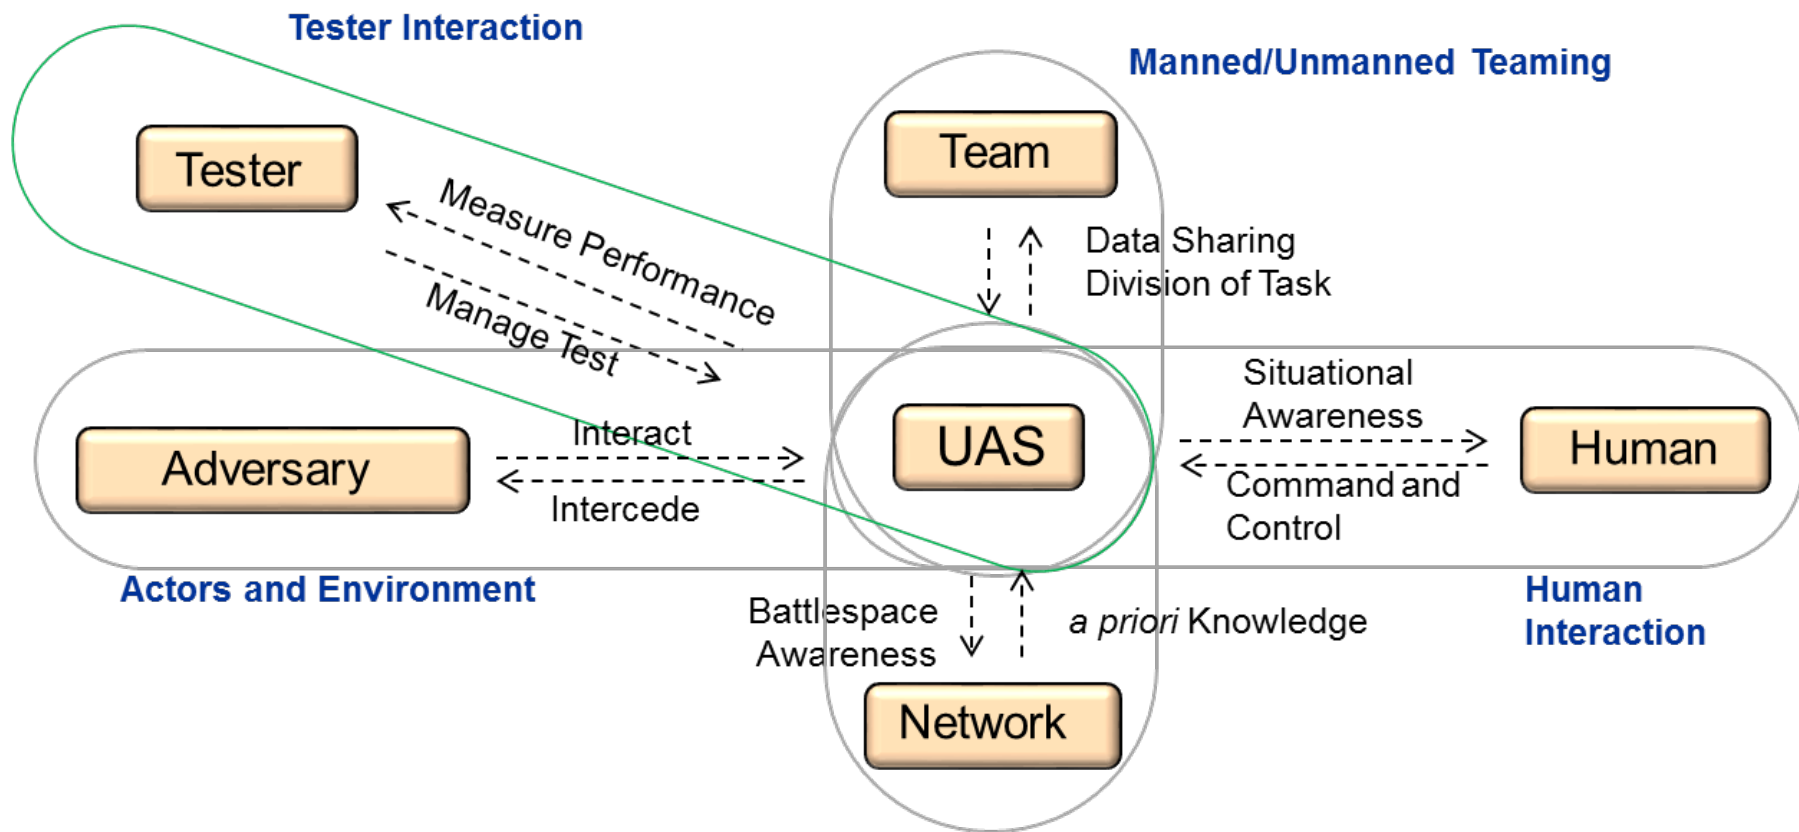 Tester Interaction
Manned/Unmanned Teaming
Team
Tester
Measure Performance
Manage Test
Data Sharing
Division of Task
Situational
Awareness
UAS
Human
Adversary
Interact
Intercede
Command and
Control
Actors and Environment
Human
Interaction
Battlespace
Awareness
a priori Knowledge
Network